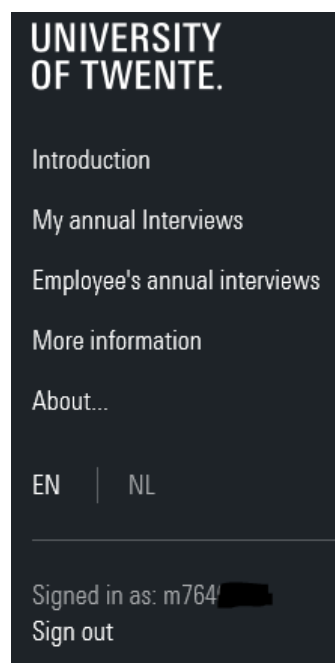 UNIVERSITY
OF TWENTE.
Introduction
My annual Interviews
Employee's annual interviews
More information
About...
EN | NL
Signed in as: m764
Sign out